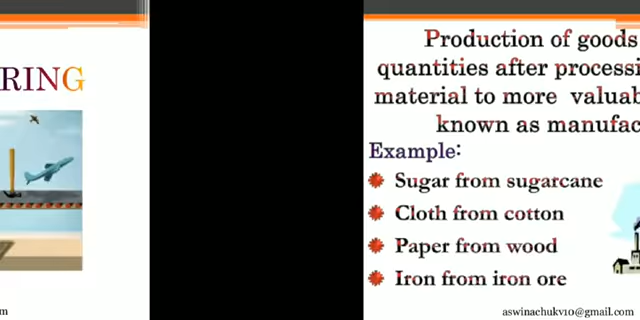 RING
Production of goods
quantities after processi
material to more valuab
known as manufac
Example:
Sugar from sugarcane
Cloth from cotton
Paper from wood
Iron from iron ore
m
aswinachukv10@gmail.com